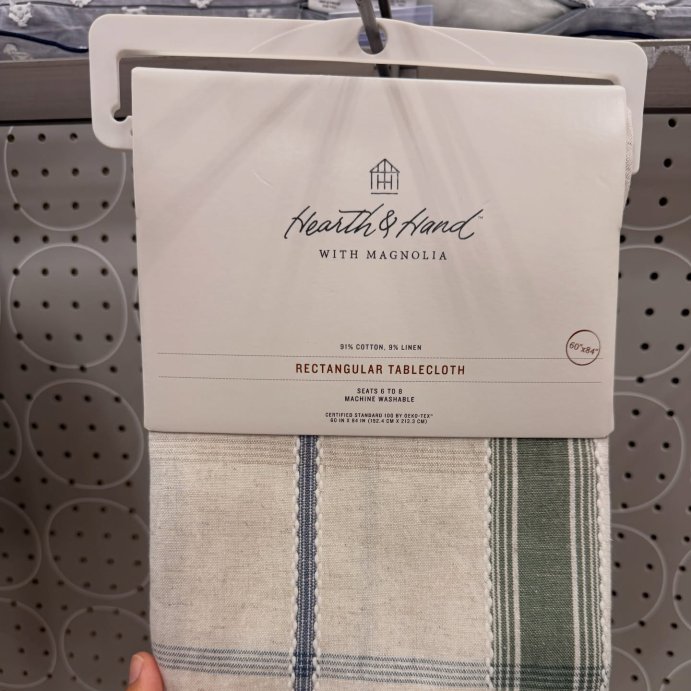 Hearth & Hand™
WITH MAGNOLIA
91% COTTON, 9% LINEN
60"x84"
RECTANGULAR TABLECLOTH
SEATS 6 TO 8
MACHINE WASHABLE
CERTIFIED STANDARD 100 BY OEKO-TEX®
60 IN X 84 IN (152.4 CM X 213.3 CM)